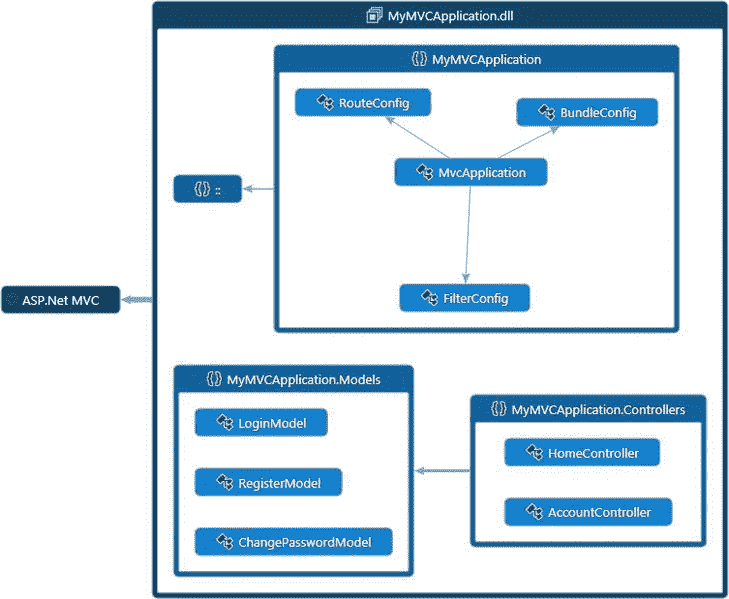 MyMVCApplication.dll
{} MyMVCApplication
RouteConfig
BundleConfig
MvcApplication
{} ::
FilterConfig
ASP.Net MVC
{} MyMVCApplication.Models
LoginModel
RegisterModel
ChangePasswordModel
{} MyMVCApplication.Controllers
HomeController
AccountController